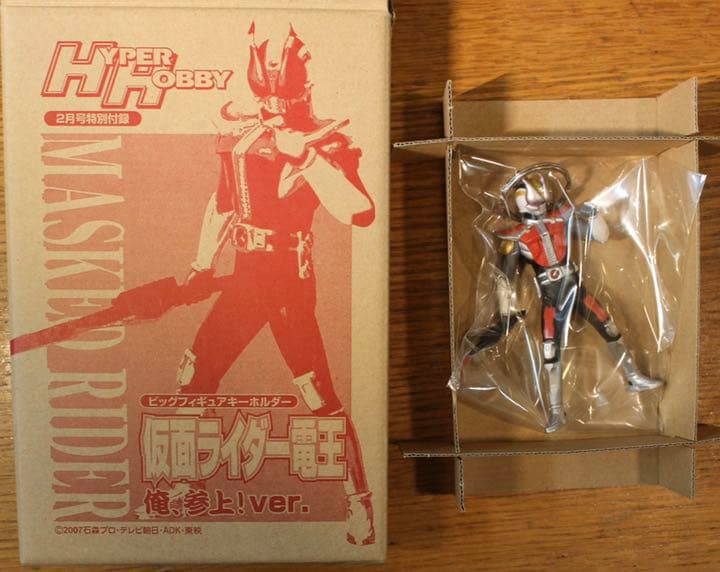 HYPER
HOBBY
2月号特別付録
MASKED RIDER
ビッグフィギュアキーホルダー
仮面ライダー電王
俺、参上!ver.
©2007石森プロ・テレビ朝日・ADK・東映